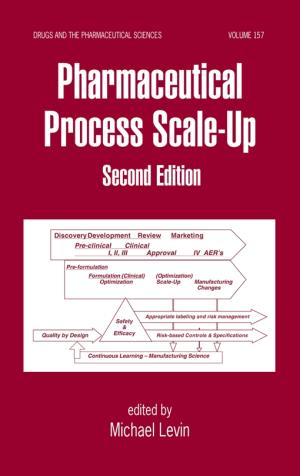 DRUGS AND THE PHARMACEUTICAL SCIENCES VOLUME 157
Pharmaceutical
Process Scale-Up
Second Edition
Discovery Development Review Marketing
Pre-clinical Clinical
I, II, III Approval IV AER's
Pre-formulation
Formulation (Clinical) (Optimization)
Optimization Scale-Up Manufacturing
Changes
Appropriate labeling and risk management
Safety
&
Efficacy
Quality by Design
Risk-based Controls & Specifications
Continuous Learning – Manufacturing Science
edited by
Michael Levin